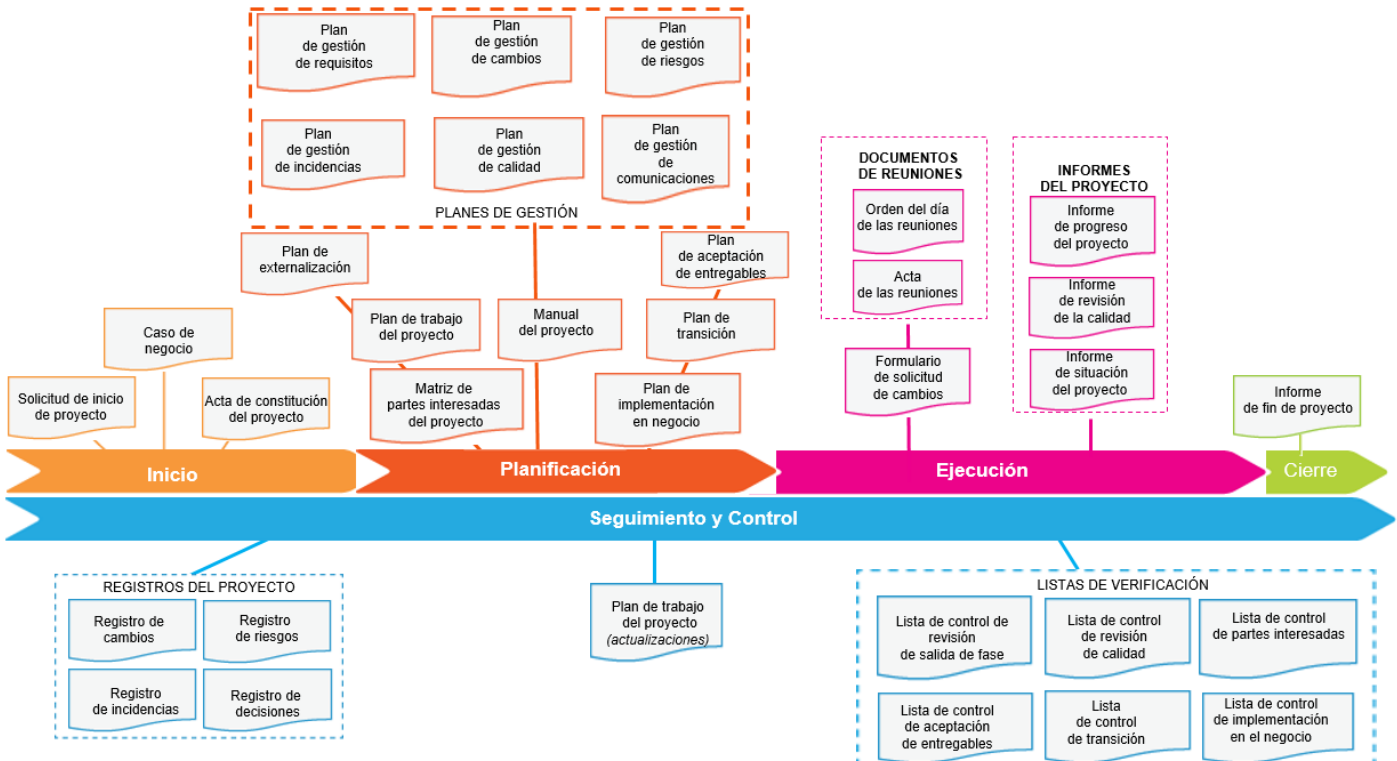 Plan
de gestión
de requisitos
Plan
de gestión
de cambios
Plan
de gestión
de riesgos
Plan
de gestión
de incidencias
Plan
de gestión
de calidad
Plan
de gestión
de
comunicaciones
PLANES DE GESTIÓN
Plan de
externalización
Plan
de aceptación
de entregables
Plan de trabajo
del proyecto
Manual
del proyecto
Plan de
transición
Matriz de
partes interesadas
del proyecto
Plan de
implementación
en negocio
Caso de
negocio
Solicitud de inicio
de proyecto
Acta de constitución
del proyecto
DOCUMENTOS
DE REUNIONES
Orden del día
de las reuniones
Acta
de las reuniones
Formulario
de solicitud
de cambios
INFORMES
DEL PROYECTO
Informe
de progreso
del proyecto
Informe
de revisión
de la calidad
Informe
de situación
del proyecto
Informe
de fin de proyecto
Inicio
Planificación
Ejecución
Cierre
Seguimiento y Control
REGISTROS DEL PROYECTO
Registro de
cambios
Registro
de riesgos
Registro
de incidencias
Registro de
decisiones
Plan de trabajo
del proyecto
(actualizaciones)
LISTAS DE VERIFICACIÓN
Lista de control de
revisión
de salida de fase
Lista de control
de revisión
de calidad
Lista de control
de partes interesadas
Lista de control
de aceptación
de entregables
Lista
de control
de transición
Lista de control
de implementación
en el negocio